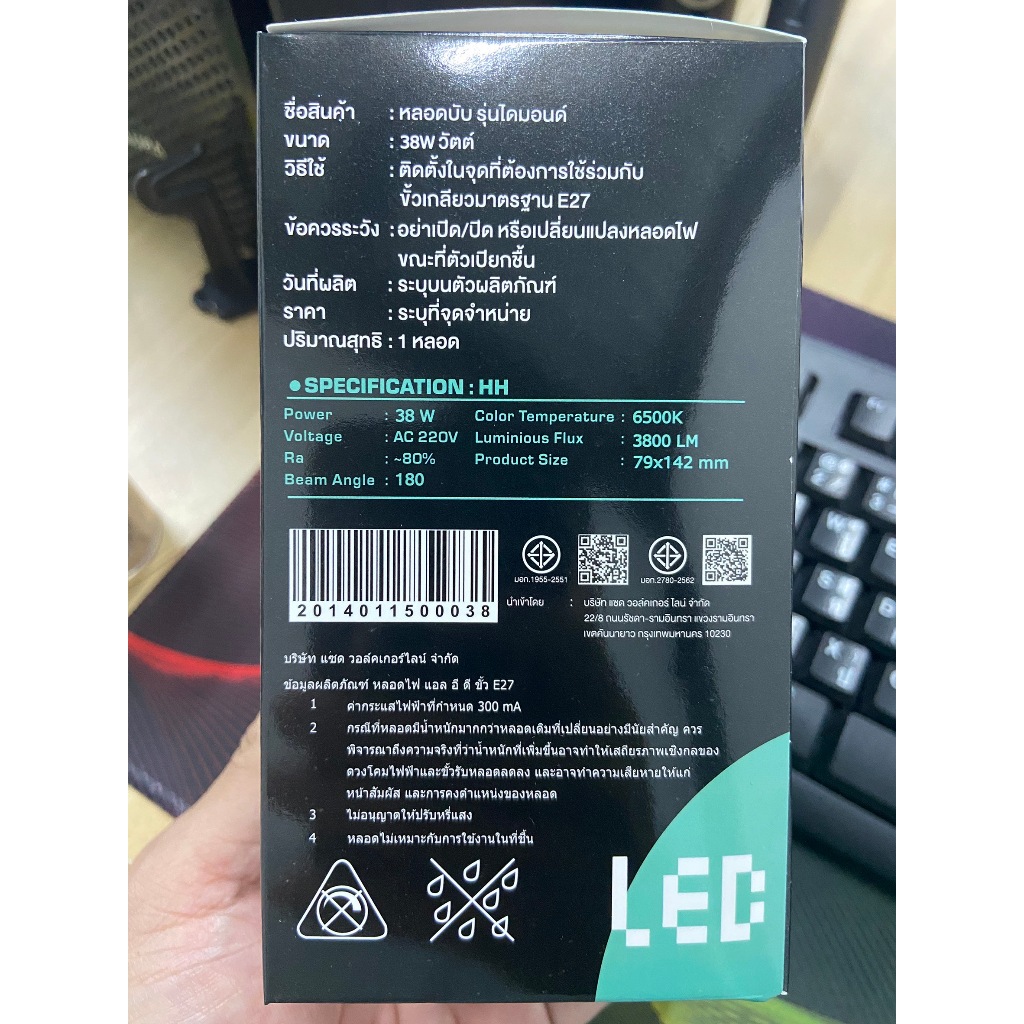 ชื่อสินค้า : หลอดบับ รุ่นไดมอนด์
ขนาด : 38W วัตต์
วิธีใช้ : ติดตั้งในจุดที่ต้องการใช้ร่วมกับ
ขั้วเกลียวมาตรฐาน E27
ข้อควรระวัง : อย่าเปิด/ปิด หรือเปลี่ยนแปลงหลอดไฟ
ขณะที่ตัวเปียกชื้น
วันที่ผลิต : ระบุบนตัวผลิตภัณฑ์
ราคา : ระบุที่จุดจำหน่าย
ปริมาณสุทธิ : 1 หลอด
SPECIFICATION : HH
Power : 38 W Color Temperature : 6500K
Voltage : AC 220V Luminious Flux : 3800 LM
Ra : ~80% Product Size : 79x142 mm
Beam Angle : 180
2014011500038
มอก.1955-2551 มอก.2780-2562
นำเข้าโดย : บริษัท แซด วอล์คเกอร์ ไลน์ จำกัด
22/8 ถนนรัชดา-รามอินทรา แขวงรามอินทรา
เขตคันนายาว กรุงเทพมหานคร 10230
บริษัท แซด วอล์คเกอร์ไลน์ จำกัด
ข้อมูลผลิตภัณฑ์ หลอดไฟ แอล อี ดี ขั้ว E27
1 ค่ากระแสไฟฟ้าที่กำหนด 300 mA
2 กรณีที่หลอดมีน้ำหนักมากกว่าหลอดเดิมที่เปลี่ยนอย่างมีนัยสำคัญ ควร
พิจารณาถึงความจริงที่ว่าน้ำหนักที่เพิ่มขึ้นอาจทำให้เสถียรภาพเชิงกลของ
ดวงโคมไฟฟ้าและขั้วรับหลอดลดลง และอาจทำความเสียหายให้แก่
หน้าสัมผัส และการคงตำแหน่งของหลอด
3 ไม่อนุญาตให้ปรับหรี่แสง
4 หลอดไม่เหมาะกับการใช้งานในที่ชื้น
LED